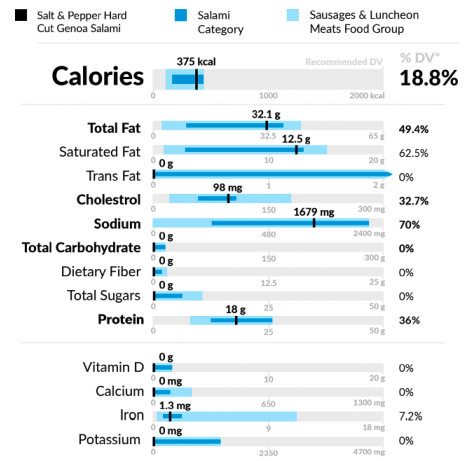 Salt & Pepper Hard
Cut Genoa Salami
Salami
Category
Sausages & Luncheon
Meats Food Group
375 kcal
Recommended DV
% DV*
Calories
18.8%
0 1000 2000 kcal
32.1 g
Total Fat
49.4%
0 32.5 65 g
12.5 g
Saturated Fat
62.5%
0 10 20 g
0 g
Trans Fat
0%
0 1 2 g
98 mg
Cholestrol
32.7%
0 150 300 mg
1679 mg
Sodium
70%
0 480 2400 mg
0 g
Total Carbohydrate
0%
0 150 300 g
0 g
Dietary Fiber
0%
0 12.5 25 g
0 g
Total Sugars
0%
0 25 50 g
18 g
Protein
36%
0 25 50 g
0 g
Vitamin D
0%
0 10 20 g
0 mg
Calcium
0%
0 650 1300 mg
1.3 mg
Iron
7.2%
0 9 18 mg
0 mg
Potassium
0%
0 2350 4700 mg